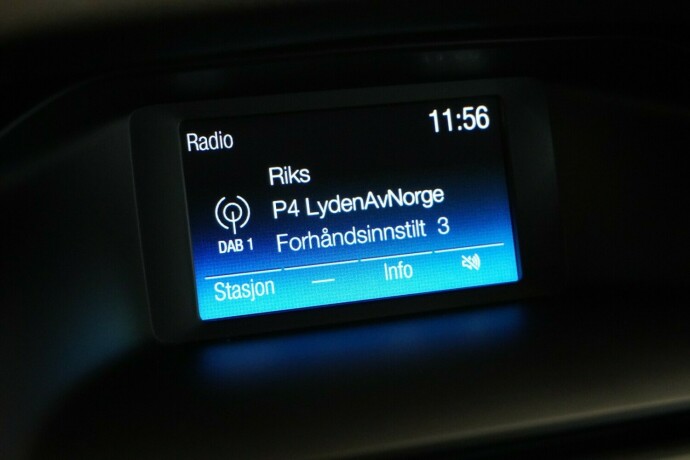 Radio 11:56
Riks
P4 LydenAvNorge
DAB 1 Forhåndsinnstilt 3
Stasjon — Info